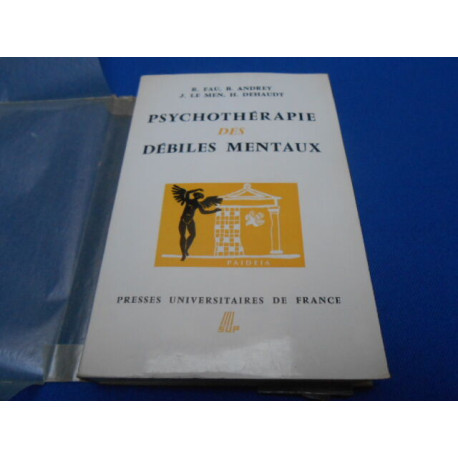 R. FAU, B. ANDREY
J. LE MEN, H. DEHAUDT
PSYCHOTHÉRAPIE
DES
DÉBILES MENTAUX
PAIDEIA
PRESSES UNIVERSITAIRES DE FRANCE